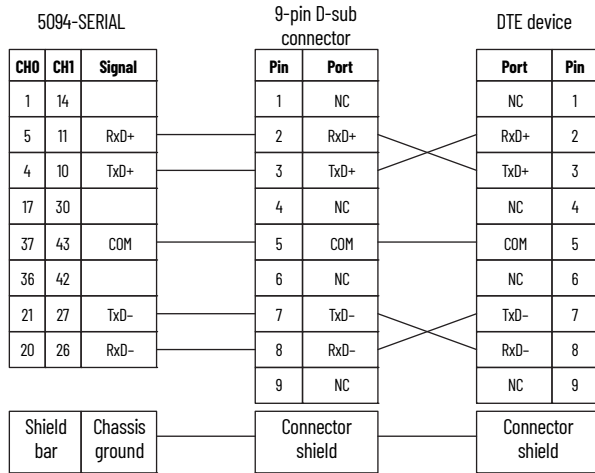 5094-SERIAL
9-pin D-sub
connector
DTE device
CH0 CH1 Signal
Pin Port
Port Pin
1 14
1 NC
NC 1
5 11 RxD+
2 RxD+
RxD+ 2
4 10 TxD+
3 TxD+
TxD+ 3
17 30
4 NC
NC 4
37 43 COM
5 COM
COM 5
36 42
6 NC
NC 6
21 27 TxD–
7 TxD–
TxD– 7
20 26 RxD–
8 RxD–
RxD– 8
9 NC
NC 9
Shield
bar
Chassis
ground
Connector
shield
Connector
shield